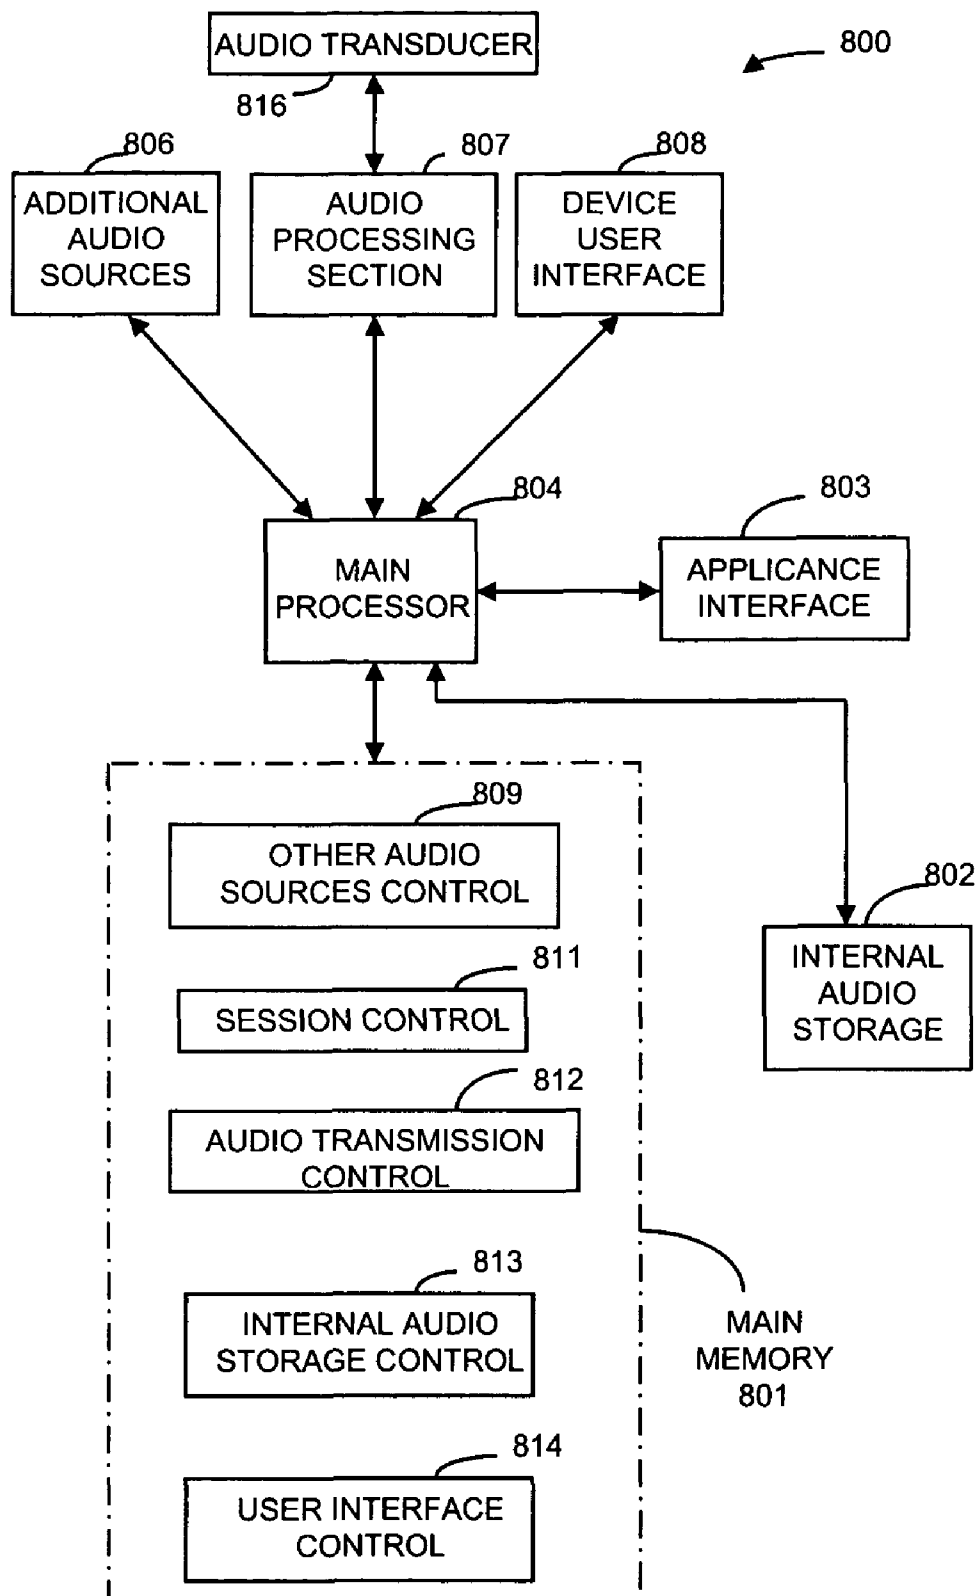 AUDIO TRANSDUCER
800
816
806
807
808
ADDITIONAL
AUDIO
SOURCES
AUDIO
PROCESSING
SECTION
DEVICE
USER
INTERFACE
804
803
MAIN
PROCESSOR
APPLICANCE
INTERFACE
809
OTHER AUDIO
SOURCES CONTROL
802
INTERNAL
AUDIO
STORAGE
811
SESSION CONTROL
812
AUDIO TRANSMISSION
CONTROL
813
INTERNAL AUDIO
STORAGE CONTROL
MAIN
MEMORY
801
814
USER INTERFACE
CONTROL